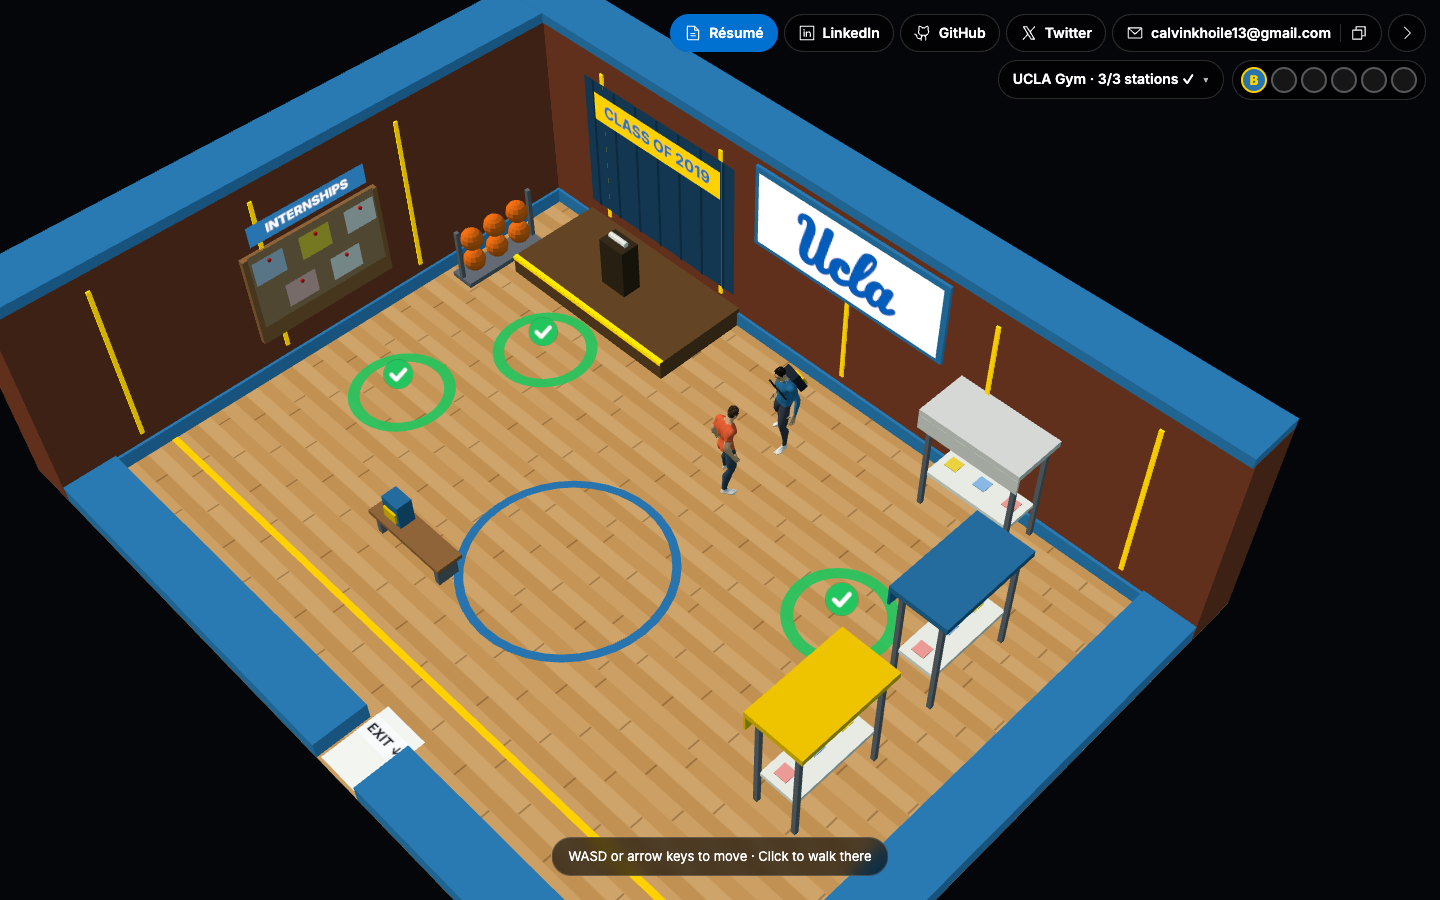 Résumé
LinkedIn
GitHub
Twitter
calvinkhoile13@gmail.com
UCLA Gym · 3/3 stations ✓
B
CLASS OF 2019
INTERNSHIPS
Ucla
EXIT ↓
WASD or arrow keys to move · Click to walk there